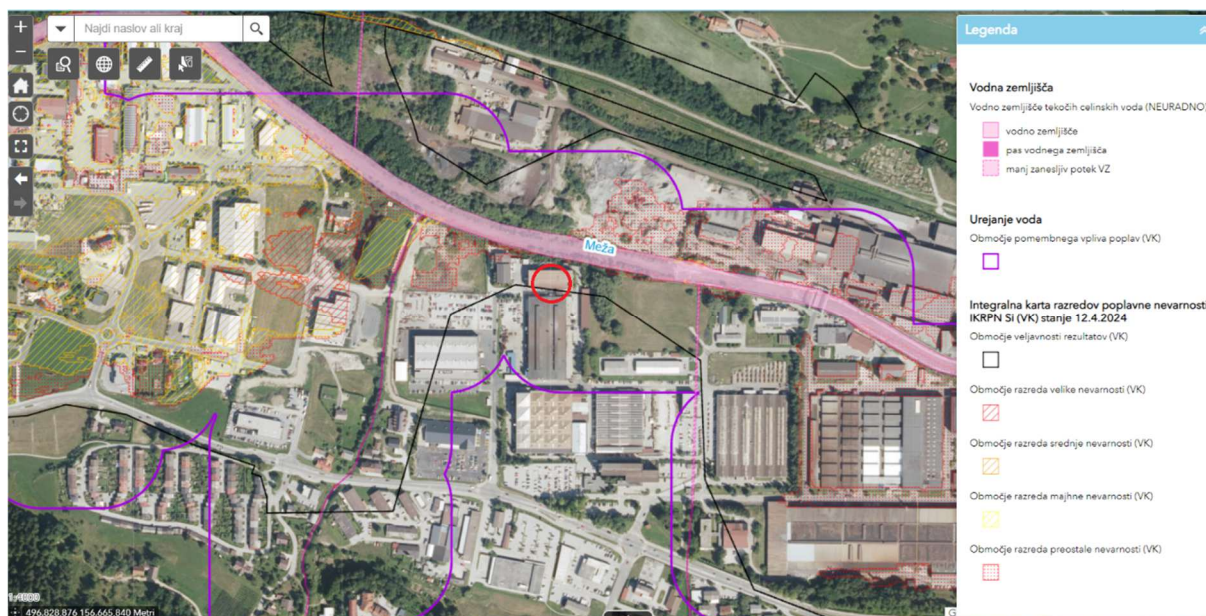 Najdi naslov ali kraj
Meža
1:4000
496.828,876 156.665,840 Metri
Legenda
Vodna zemljišča
Vodno zemljišče tekočih celinskih voda (NEURADNO)
vodno zemljišče
pas vodnega zemljišča
manj zanesljiv potek VZ
Urejanje voda
Območje pomembnega vpliva poplav (VK)
Integralna karta razredov poplavne nevarnosti
IKRPN Si (VK) stanje 12.4.2024
Območje veljavnosti rezultatov (VK)
Območje razreda velike nevarnosti (VK)
Območje razreda srednje nevarnosti (VK)
Območje razreda majhne nevarnosti (VK)
Območje razreda preostale nevarnosti (VK)